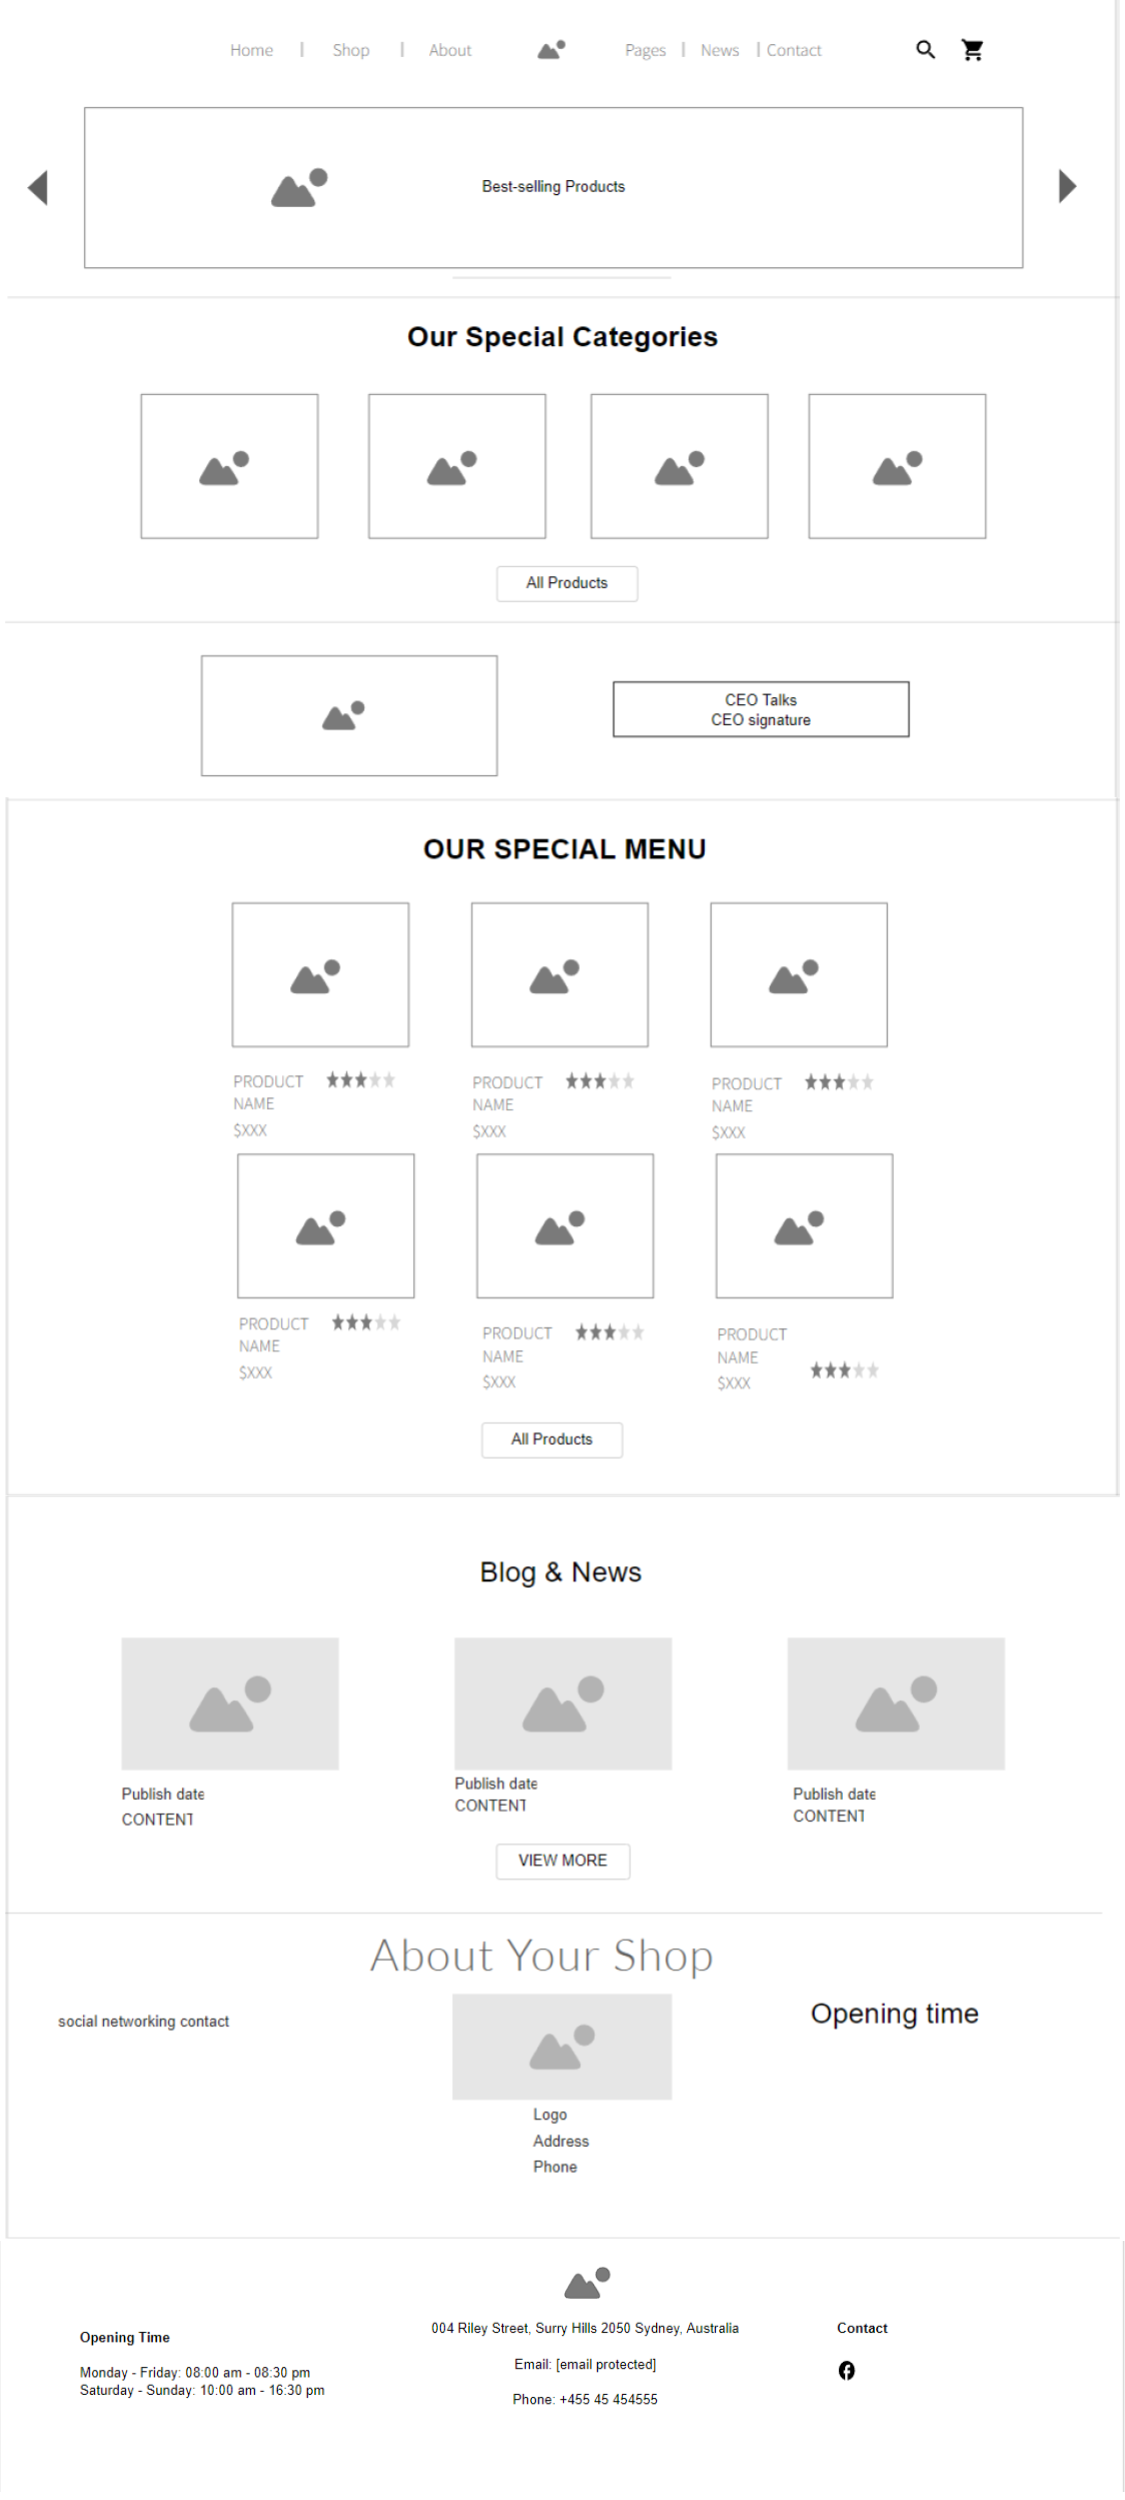 Home | Shop | About Pages | News | Contact
Best-selling Products
Our Special Categories
All Products
CEO Talks
CEO signature
OUR SPECIAL MENU
PRODUCT NAME
$XXX
PRODUCT NAME
$XXX
PRODUCT NAME
$XXX
PRODUCT NAME
$XXX
PRODUCT NAME
$XXX
PRODUCT NAME
$XXX
All Products
Blog & News
Publish date
CONTENT
Publish date
CONTENT
Publish date
CONTENT
VIEW MORE
About Your Shop
social networking contact
Logo
Address
Phone
Opening time
Opening Time
Monday - Friday: 08:00 am - 08:30 pm
Saturday - Sunday: 10:00 am - 16:30 pm
004 Riley Street, Surry Hills 2050 Sydney, Australia
Email: [email protected]
Phone: +455 45 454555
Contact